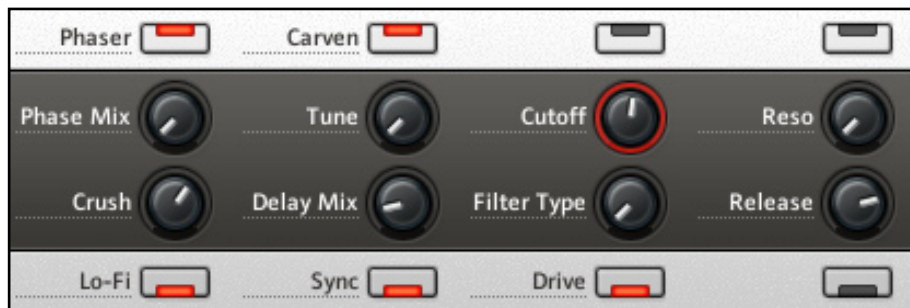 Phaser Carven
Phase Mix Tune Cutoff Reso
Crush Delay Mix Filter Type Release
Lo-Fi Sync Drive